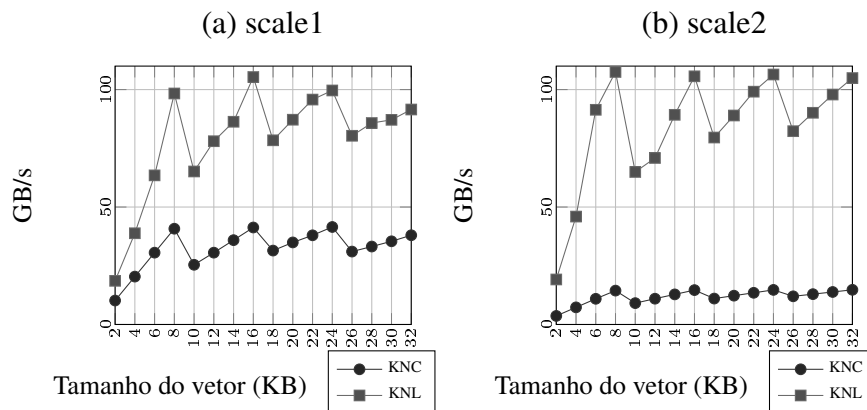 (a) scale1
GB/s
100
50
0
2 4 6 8 10 12 14 16 18 20 22 24 26 28 30 32
Tamanho do vetor (KB)
KNC
KNL
(b) scale2
GB/s
100
50
0
2 4 6 8 10 12 14 16 18 20 22 24 26 28 30 32
Tamanho do vetor (KB)
KNC
KNL